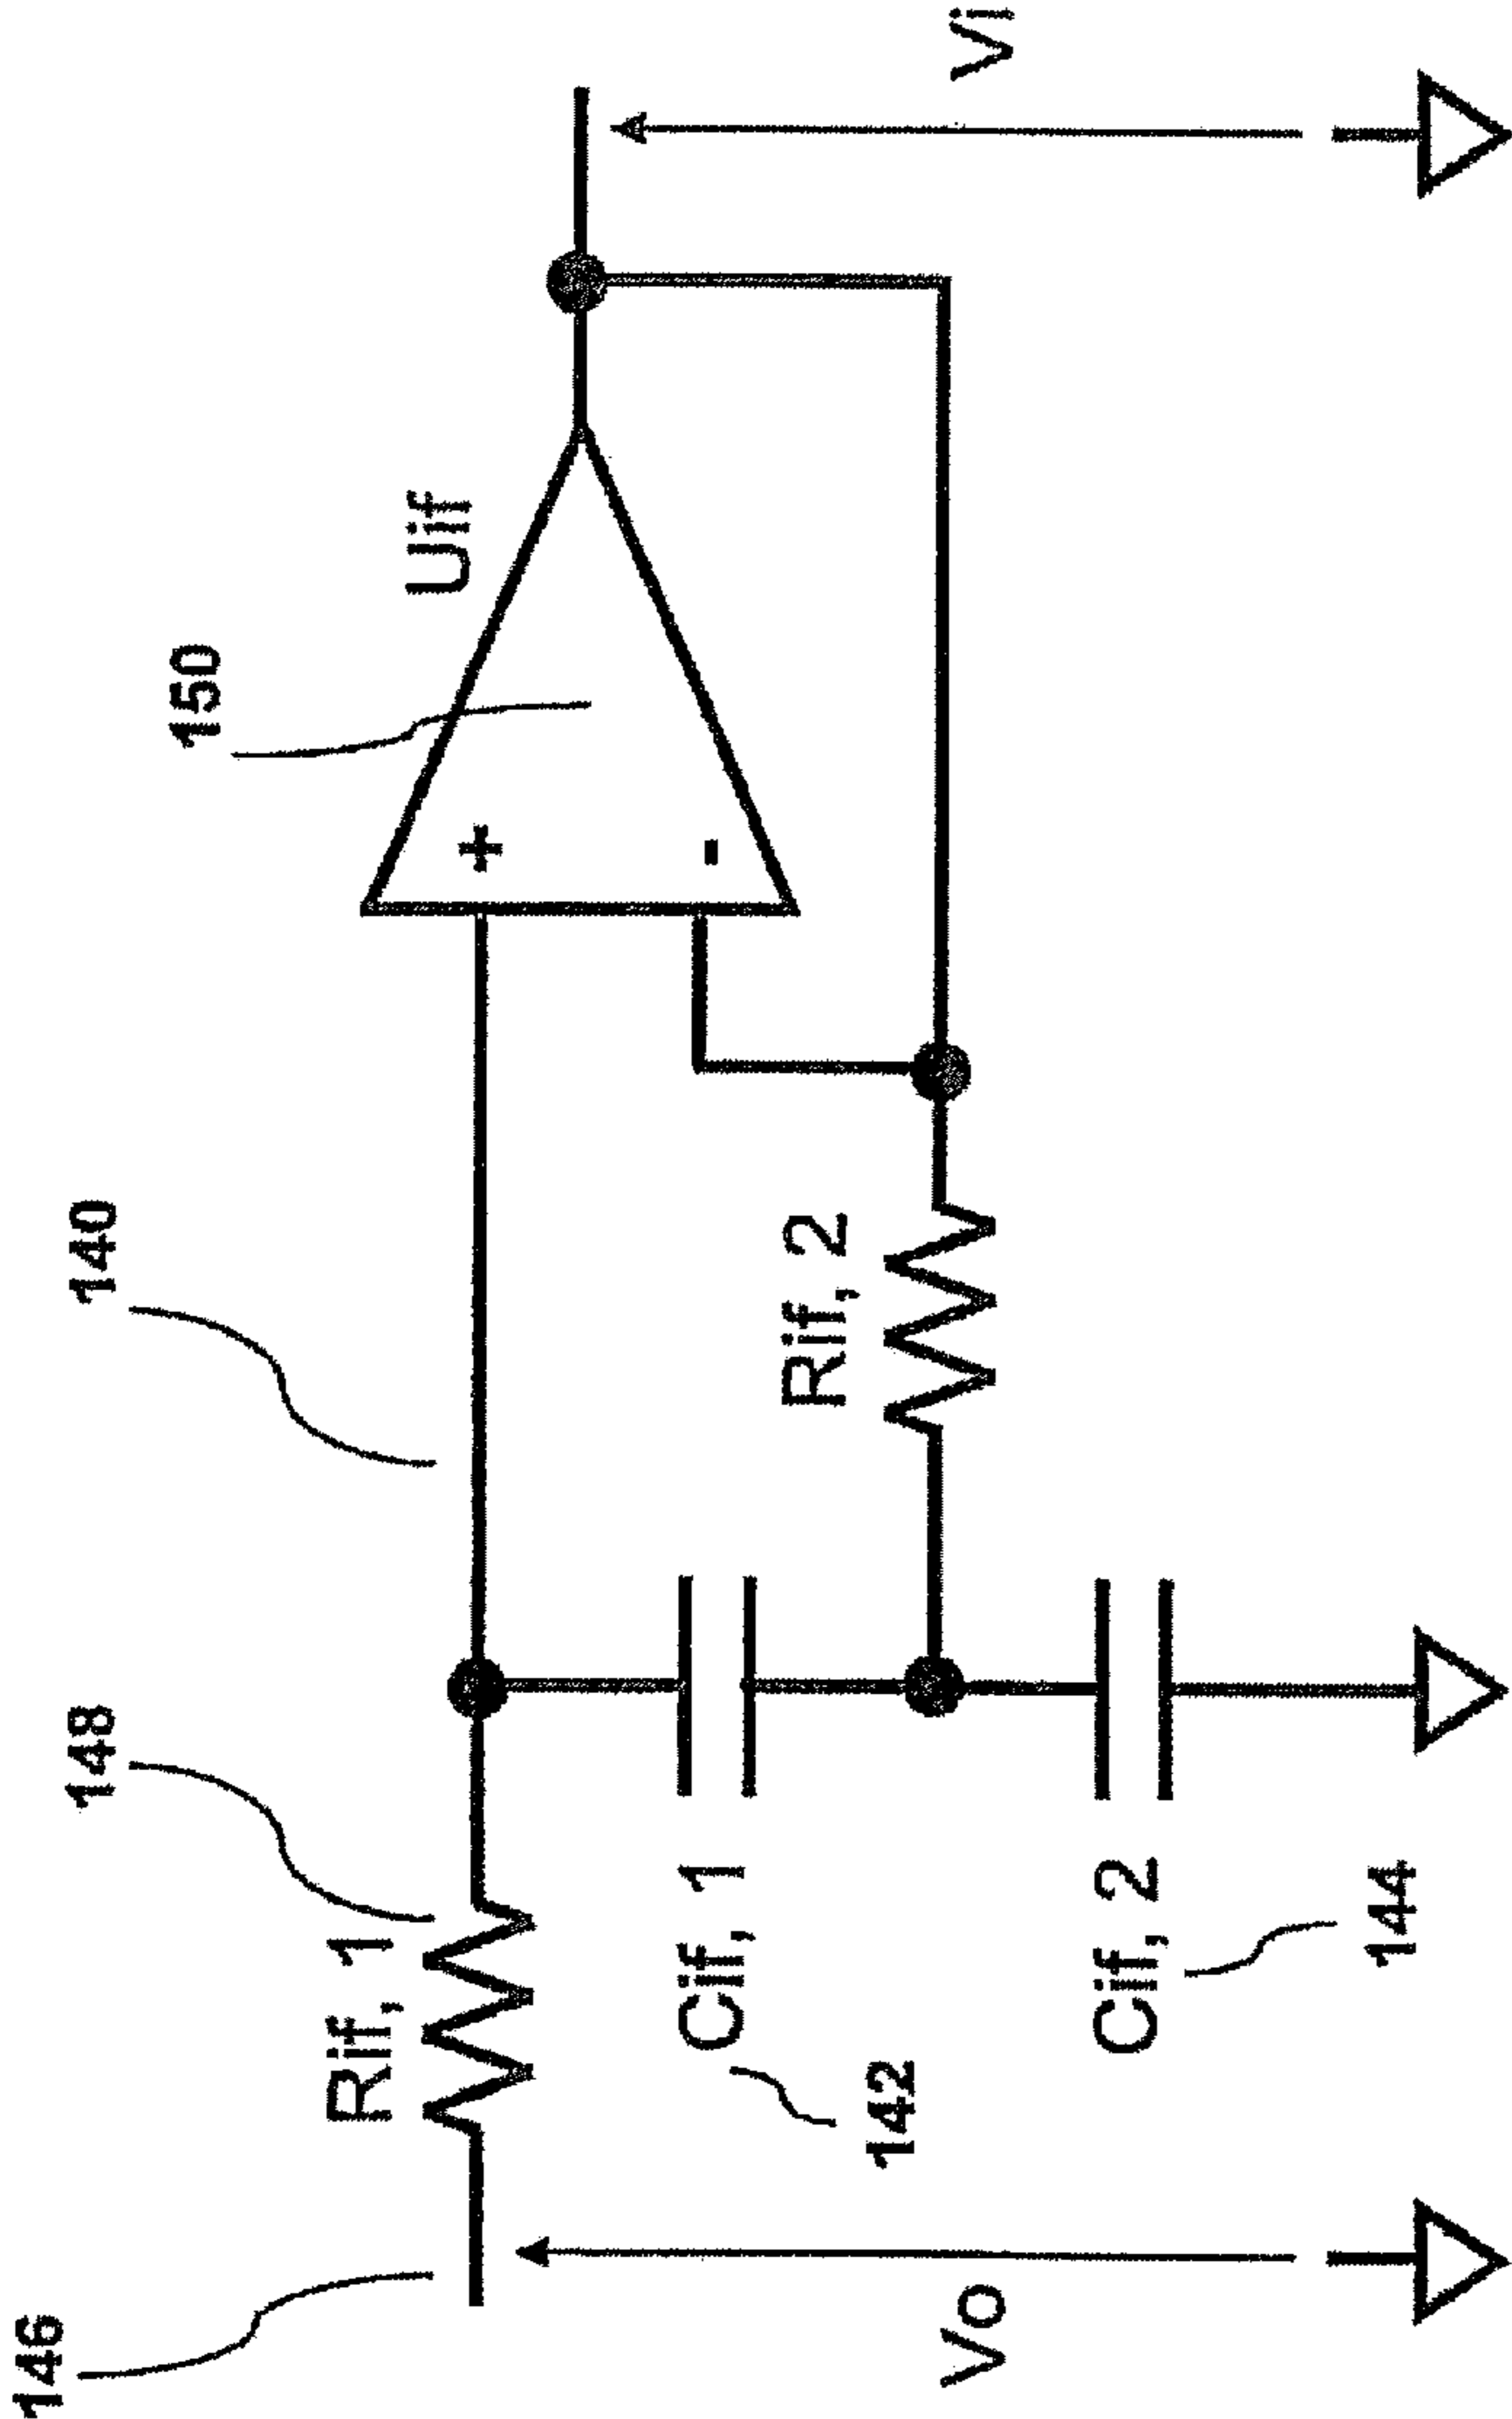 146
148
140
150
Rif, 1
Uif
+
-
Cif, 1
142
Rif, 2
Vo
Vi
Cif, 2
144